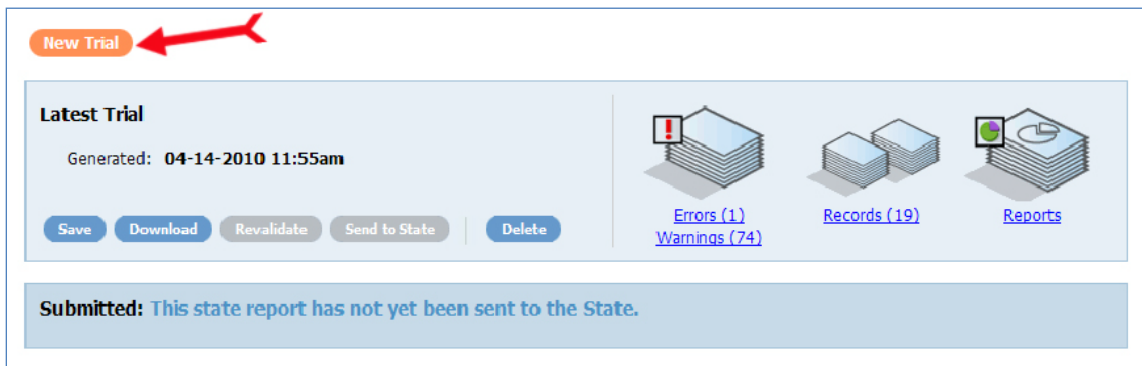 New Trial
Latest Trial
Generated: 04-14-2010 11:55am
Save Download Revalidate Send to State Delete
Errors (1)
Warnings (74)
Records (19)
Reports
Submitted: This state report has not yet been sent to the State.